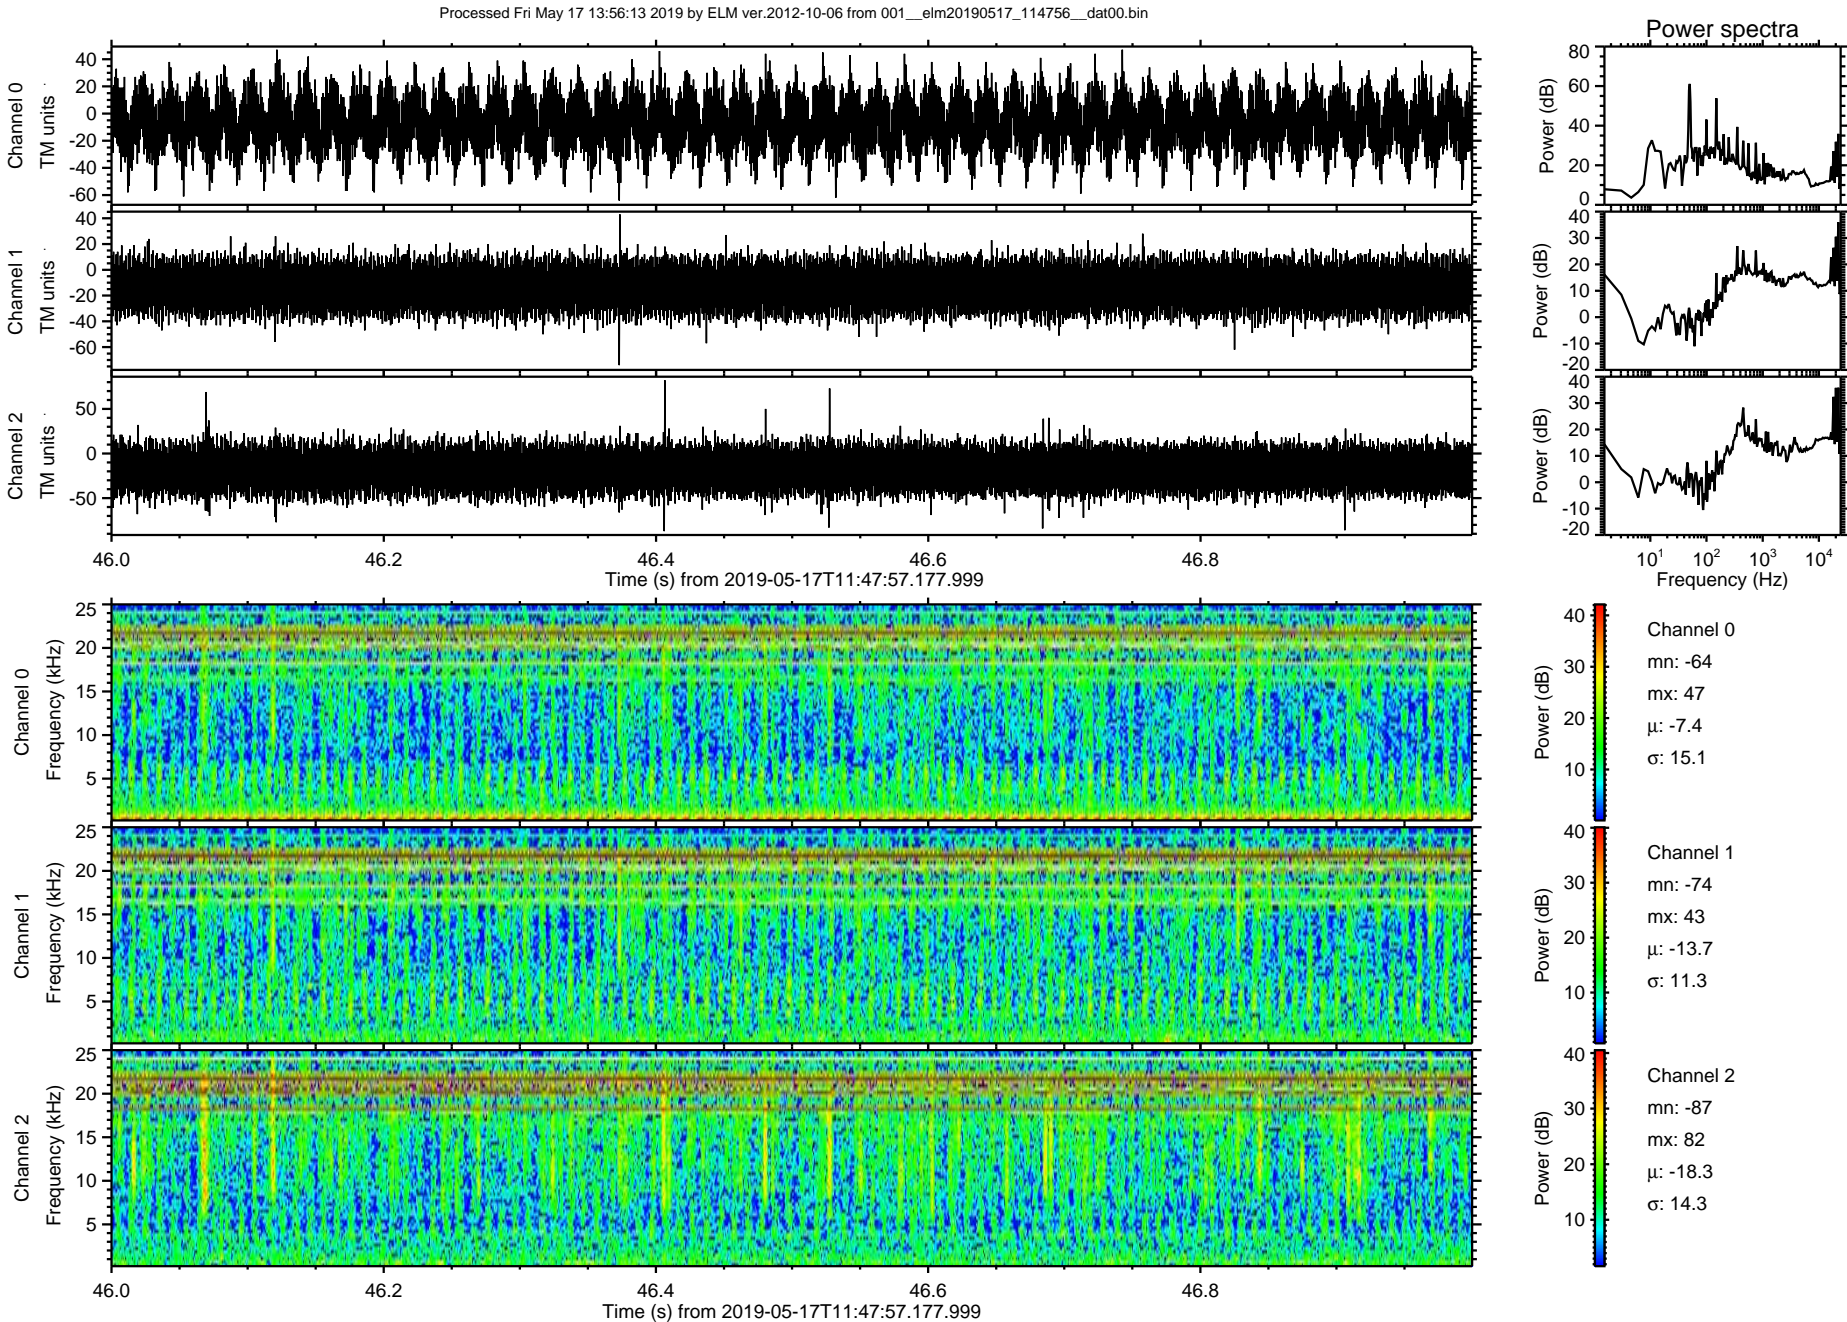 Processed Fri May 17 13:56:13 2019 by ELM ver.2012-10-06 from 001__elm20190517_114756__dat00.bin
Power spectra
Channel 0
TM units
40
20
0
-20
-40
-60
Power (dB)
80
60
40
20
0
Channel 1
TM units
40
20
0
-20
-40
-60
Power (dB)
40
30
20
10
0
-10
-20
Channel 2
TM units
50
0
-50
Power (dB)
40
30
20
10
0
-10
-20
46.0 46.2 46.4 46.6 46.8
Time (s) from 2019-05-17T11:47:57.177.999
10^1 10^2 10^3 10^4
Frequency (Hz)
Channel 0
Frequency (kHz)
25
20
15
10
5
Power (dB)
40
30
20
10
Channel 0
mn: -64
mx: 47
μ: -7.4
σ: 15.1
Channel 1
Frequency (kHz)
25
20
15
10
5
Power (dB)
40
30
20
10
Channel 1
mn: -74
mx: 43
μ: -13.7
σ: 11.3
Channel 2
Frequency (kHz)
25
20
15
10
5
Power (dB)
40
30
20
10
Channel 2
mn: -87
mx: 82
μ: -18.3
σ: 14.3
46.0 46.2 46.4 46.6 46.8
Time (s) from 2019-05-17T11:47:57.177.999